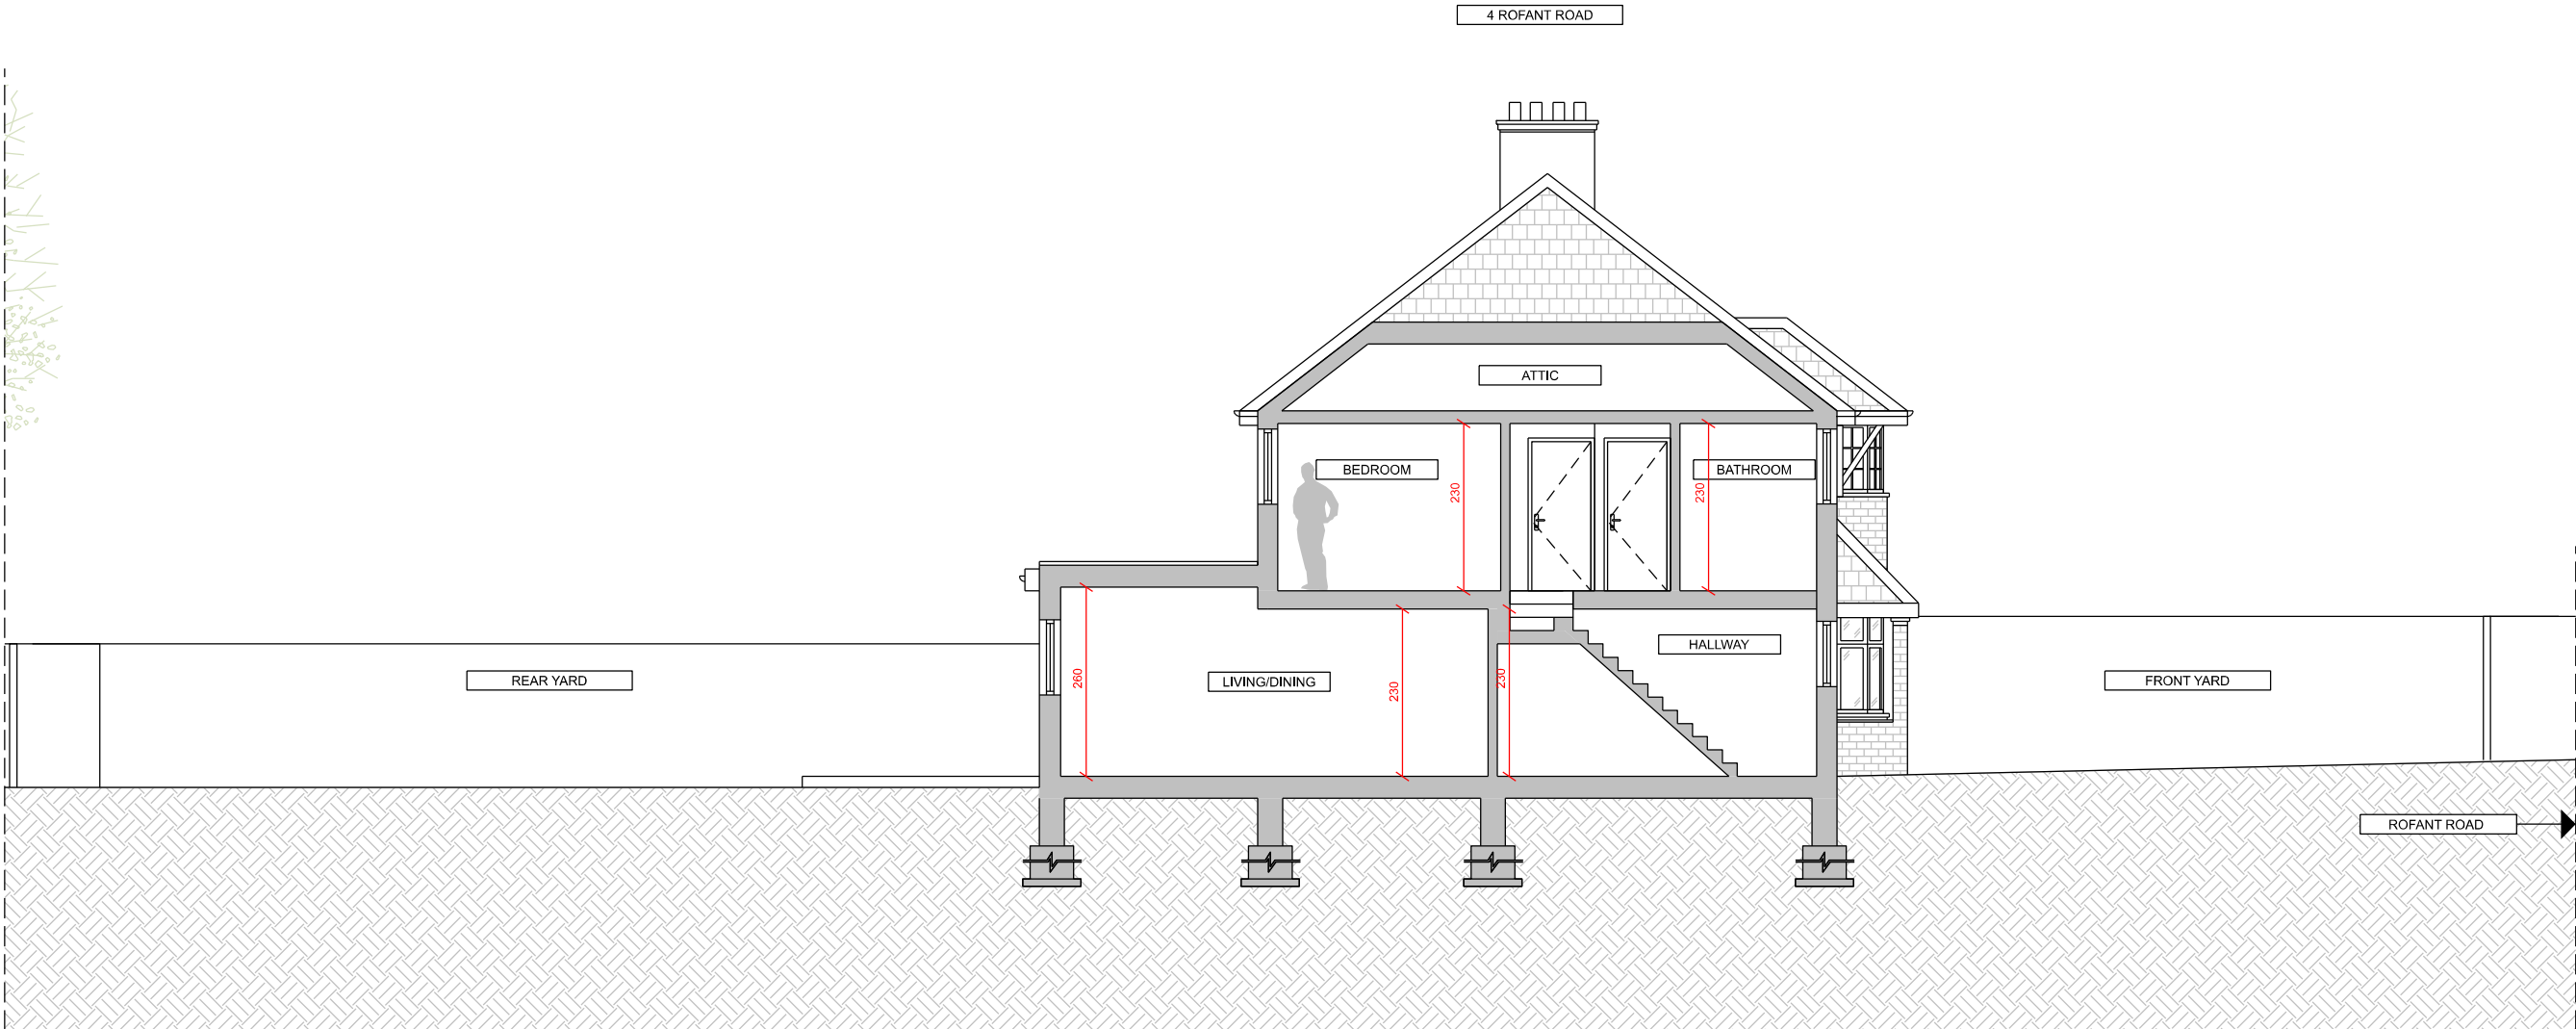 4 ROFANT ROAD
ATTIC
BEDROOM
230
230
BATHROOM
HALLWAY
REAR YARD
260
LIVING/DINING
230
230
FRONT YARD
ROFANT ROAD